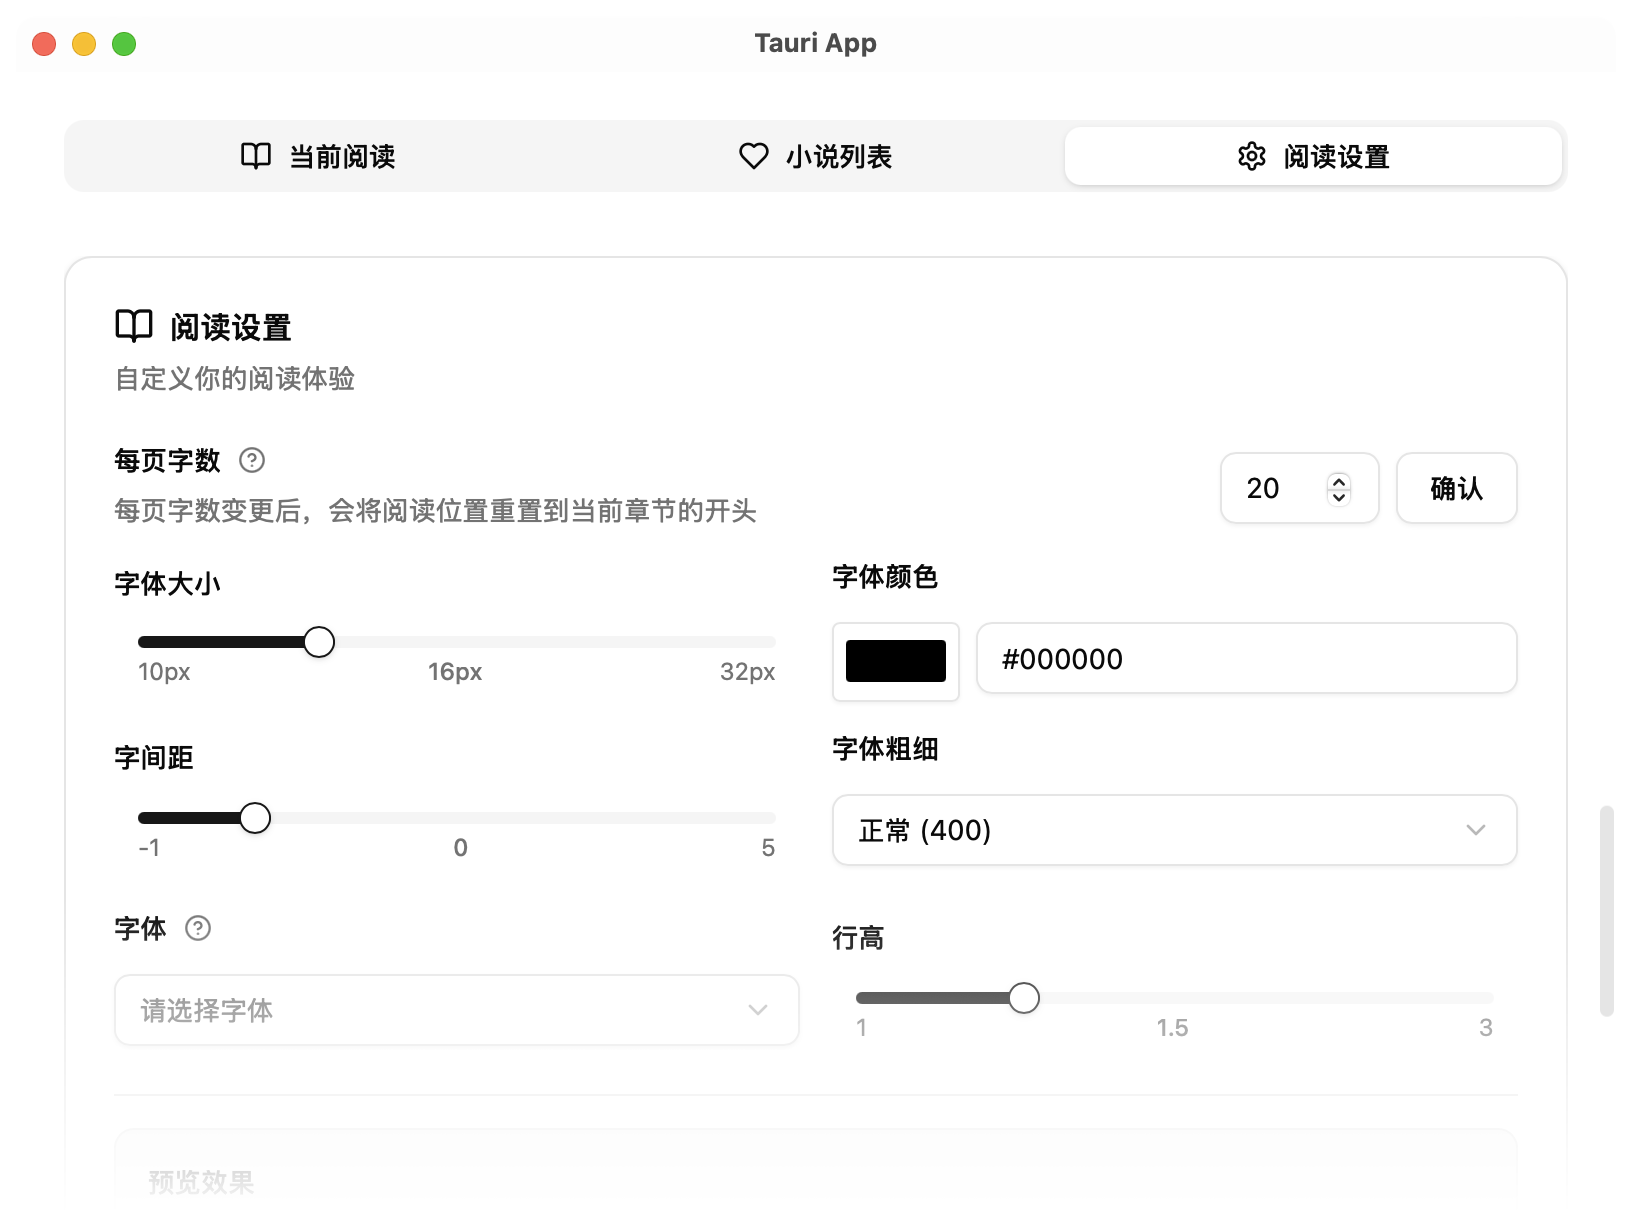 Tauri App
当前阅读
小说列表
阅读设置
阅读设置
自定义你的阅读体验
每页字数
每页字数变更后，会将阅读位置重置到当前章节的开头
20
确认
字体大小
10px 16px 32px
字体颜色
#000000
字间距
-1 0 5
字体粗细
正常 (400)
字体
请选择字体
行高
1 1.5 3
预览效果